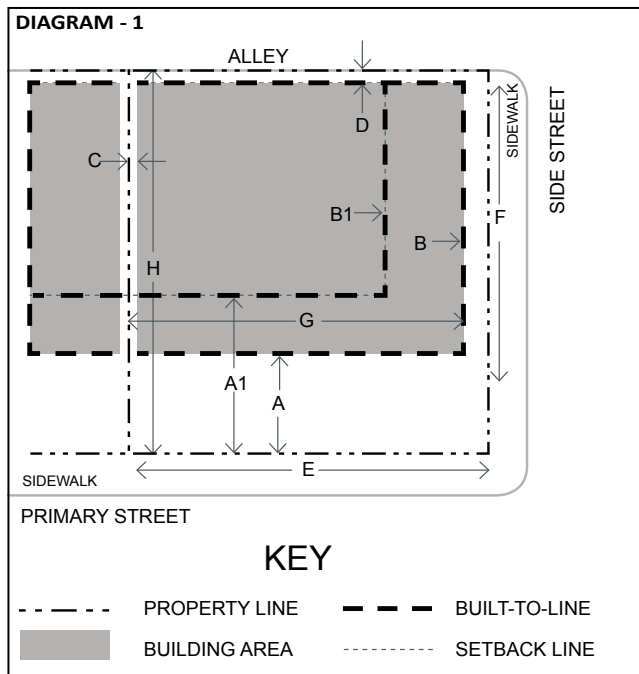 DIAGRAM - 1
ALLEY
SIDEWALK
SIDE STREET
D
C
B1
F
B
H
G
A1
A
E
SIDEWALK
PRIMARY STREET
KEY
PROPERTY LINE
BUILT-TO-LINE
BUILDING AREA
SETBACK LINE